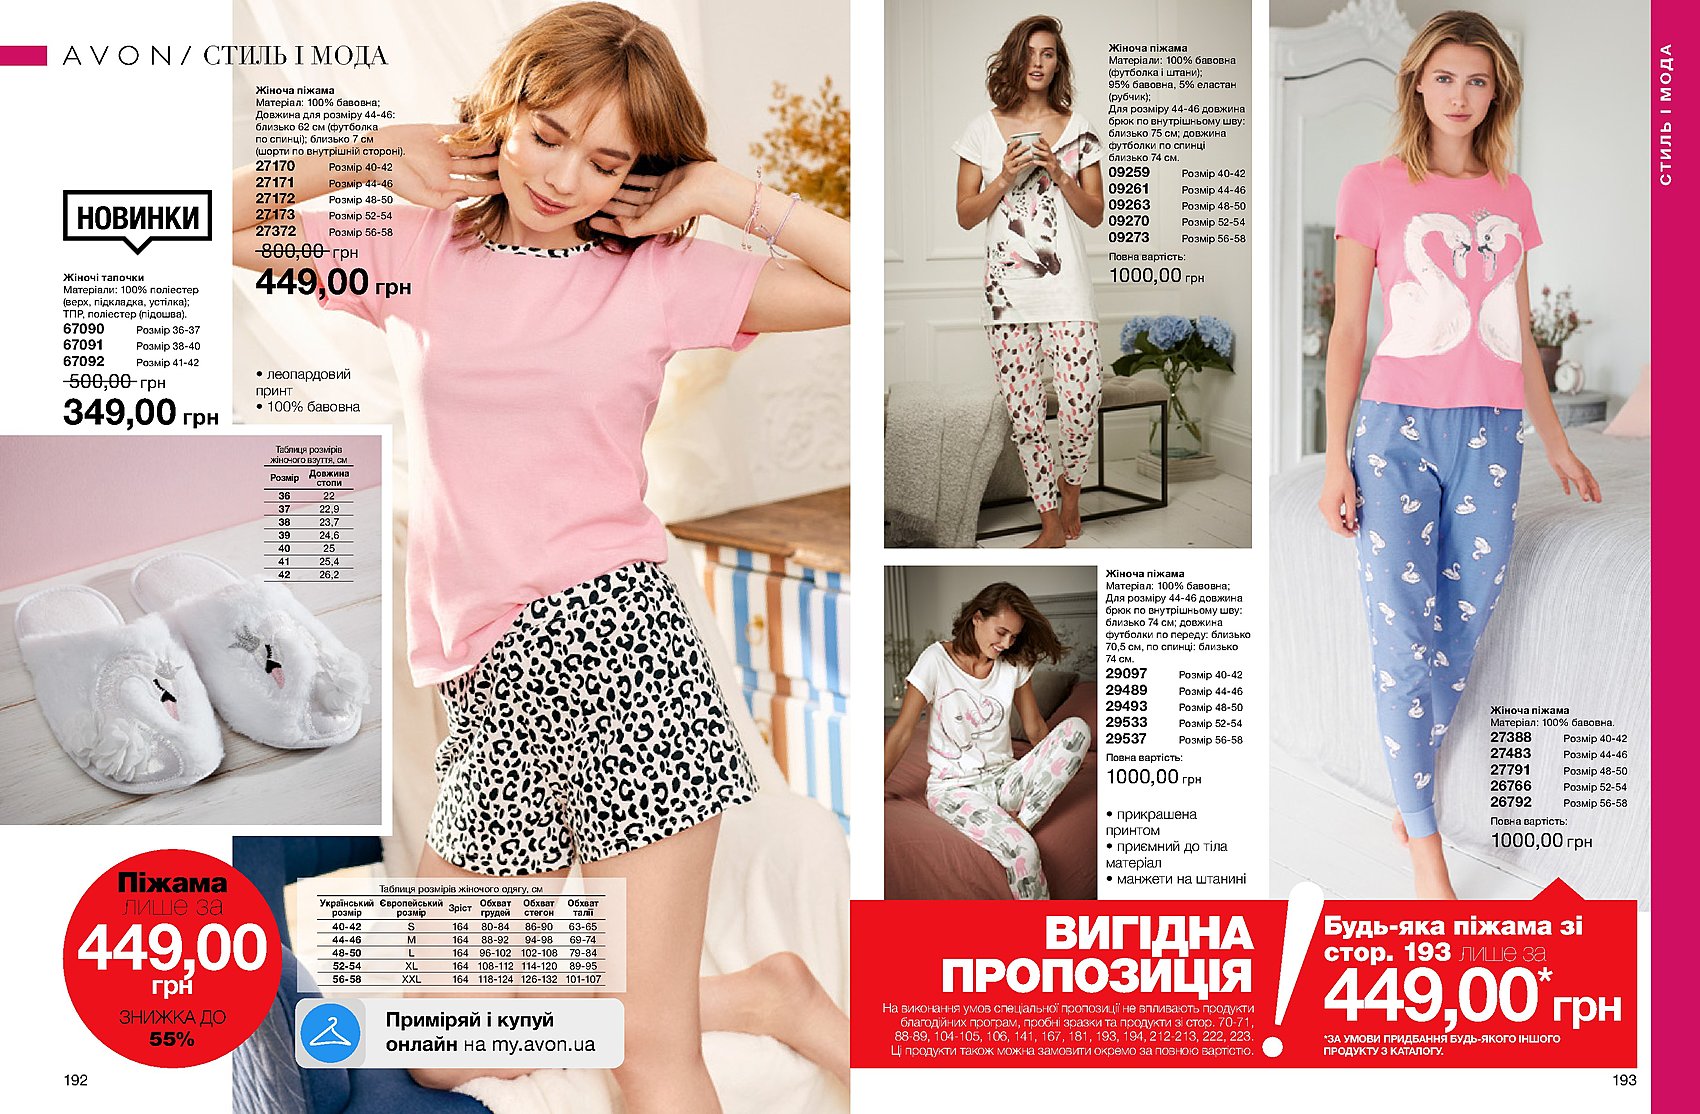 AVON/ СТИЛЬ І МОДА
НОВИНКИ
Жіночі тапочки
Матеріали: 100% поліестер
(верх, підкладка, устілка);
ТПР, поліестер (підошва).
67090 Розмір 36-37
67091 Розмір 38-40
67092 Розмір 41-42
500,00 грн
349,00 грн
Жіноча піжама
Матеріал: 100% бавовна;
Довжина для розміру 44-46:
близько 62 см (футболка
по спинці); близько 7 см
(шорти по внутрішній стороні).
27170 Розмір 40-42
27171 Розмір 44-46
27172 Розмір 48-50
27173 Розмір 52-54
27372 Розмір 56-58
800,00 грн
449,00 грн
• леопардовий
принт
• 100% бавовна
Таблиця розмірів
жіночого взуття, см
Розмір Довжина
стопи
36 22
37 22,9
38 23,7
39 24,6
40 25
41 25,4
42 26,2
Піжама
лише за
449,00
грн
ЗНИЖКА ДО
55%
Таблиця розмірів жіночого одягу, см
Український Європейський Зріст Обхват Обхват Обхват
розмір розмір грудей стегон талії
40-42 S 164 80-84 86-90 63-65
44-46 M 164 88-92 94-98 69-74
48-50 L 164 96-102 102-108 79-84
52-54 XL 164 108-112 114-120 89-95
56-58 XXL 164 118-124 126-132 101-107
Приміряй і купуй
онлайн на my.avon.ua
192
Жіноча піжама
Матеріали: 100% бавовна
(футболка і штани);
95% бавовна, 5% еластан
(рубчик);
Для розміру 44-46 довжина
брюк по внутрішньому шву:
близько 75 см; довжина
футболки по спинці
близько 74 см.
09259 Розмір 40-42
09261 Розмір 44-46
09263 Розмір 48-50
09270 Розмір 52-54
09273 Розмір 56-58
Повна вартість:
1000,00 грн
Жіноча піжама
Матеріал: 100% бавовна;
Для розміру 44-46 довжина
брюк по внутрішньому шву:
близько 74 см; довжина
футболки по переду: близько
70,5 см, по спинці: близько
74 см.
29097 Розмір 40-42
29489 Розмір 44-46
29493 Розмір 48-50
29533 Розмір 52-54
29537 Розмір 56-58
Повна вартість:
1000,00 грн
• прикрашена
принтом
• приємний до тіла
матеріал
• манжети на штанині
Жіноча піжама
Матеріал: 100% бавовна.
27388 Розмір 40-42
27483 Розмір 44-46
27791 Розмір 48-50
26766 Розмір 52-54
26792 Розмір 56-58
Повна вартість:
1000,00 грн
СТИЛЬ І МОДА
ВИГІДНА
ПРОПОЗИЦІЯ
!
На виконання умов спеціальної пропозиції не впливають продукти
благодійних програм, пробні зразки та продукти зі стор. 70-71,
88-89, 104-105, 106, 141, 167, 181, 193, 194, 212-213, 222, 223.
Ці продукти також можна замовити окремо за повною вартістю.
Будь-яка піжама зі
стор. 193 лише за
449,00* грн
*ЗА УМОВИ ПРИДБАННЯ БУДЬ-ЯКОГО ІНШОГО
ПРОДУКТУ З КАТАЛОГУ.
193